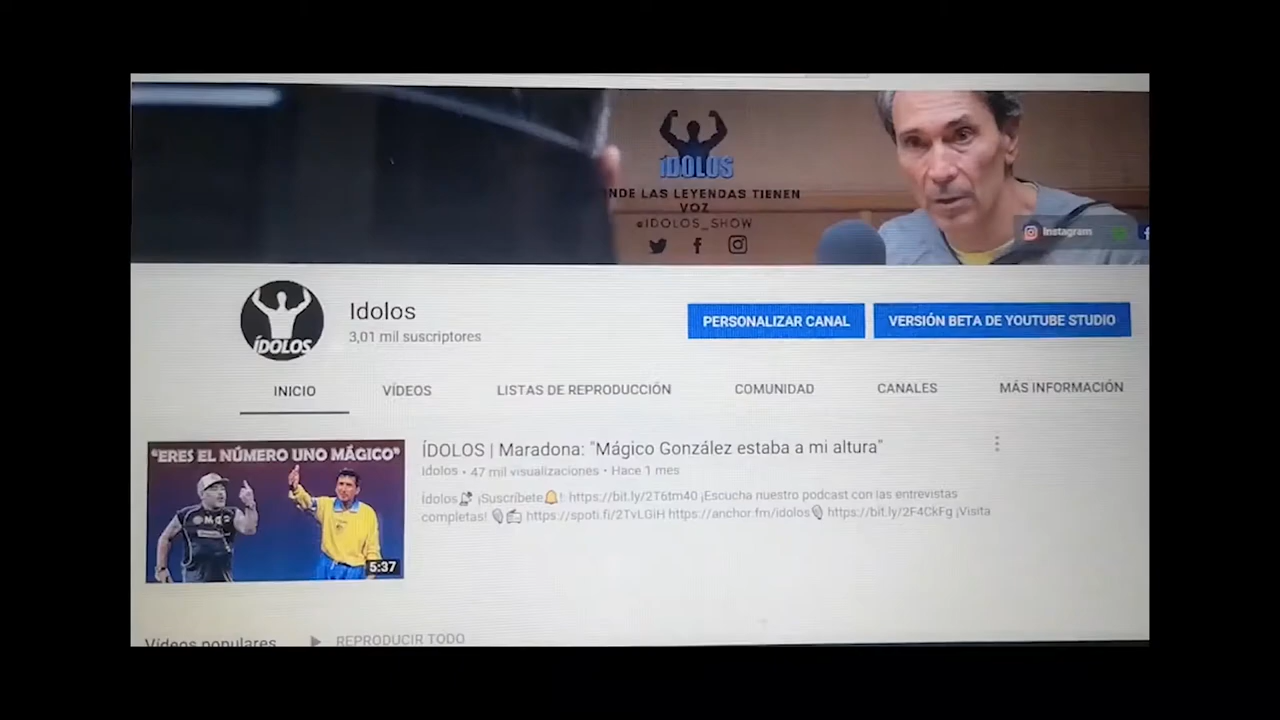 ÍDOLOS
NDE LAS LEYENDAS TIENEN
VOZ
@IDOLOS_SHOW
Instagram
ÍDOLOS
Idolos
3,01 mil suscriptores
PERSONALIZAR CANAL
VERSIÓN BETA DE YOUTUBE STUDIO
INICIO
VÍDEOS
LISTAS DE REPRODUCCIÓN
COMUNIDAD
CANALES
MÁS INFORMACIÓN
"ERES EL NÚMERO UNO MÁGICO"
5:37
ÍDOLOS | Maradona: "Mágico González estaba a mi altura"
Idolos • 47 mil visualizaciones • Hace 1 mes
Ídolos🎥 ¡Suscríbete🔔!: https://bit.ly/2T6tm40 ¡Escucha nuestro podcast con las entrevistas
completas! 🎙📻 https://spoti.fi/2TvLGiH https://anchor.fm/idolos🎙 https://bit.ly/2F4CkFg ¡Visita
Vídeos populares
REPRODUCIR TODO